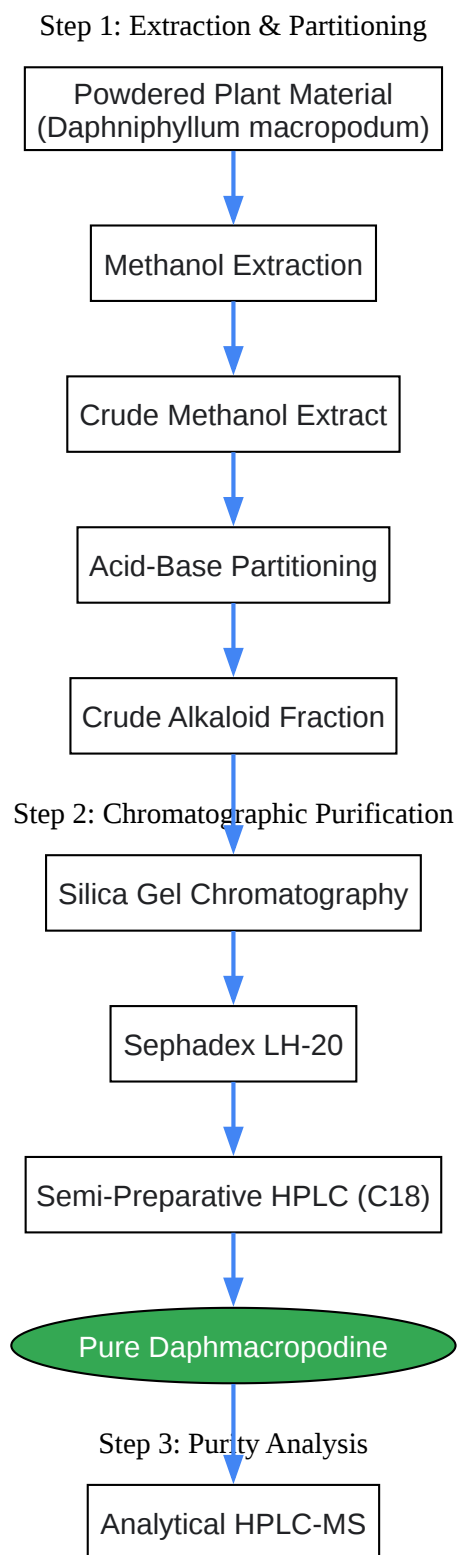 Step 1: Extraction & Partitioning
Powdered Plant Material
(Daphniphyllum macropodum)
Methanol Extraction
Crude Methanol Extract
Acid-Base Partitioning
Crude Alkaloid Fraction
Step 2: Chromatographic Purification
Silica Gel Chromatography
Sephadex LH-20
Semi-Preparative HPLC (C18)
Pure Daphmacropodine
Step 3: Purity Analysis
Analytical HPLC-MS